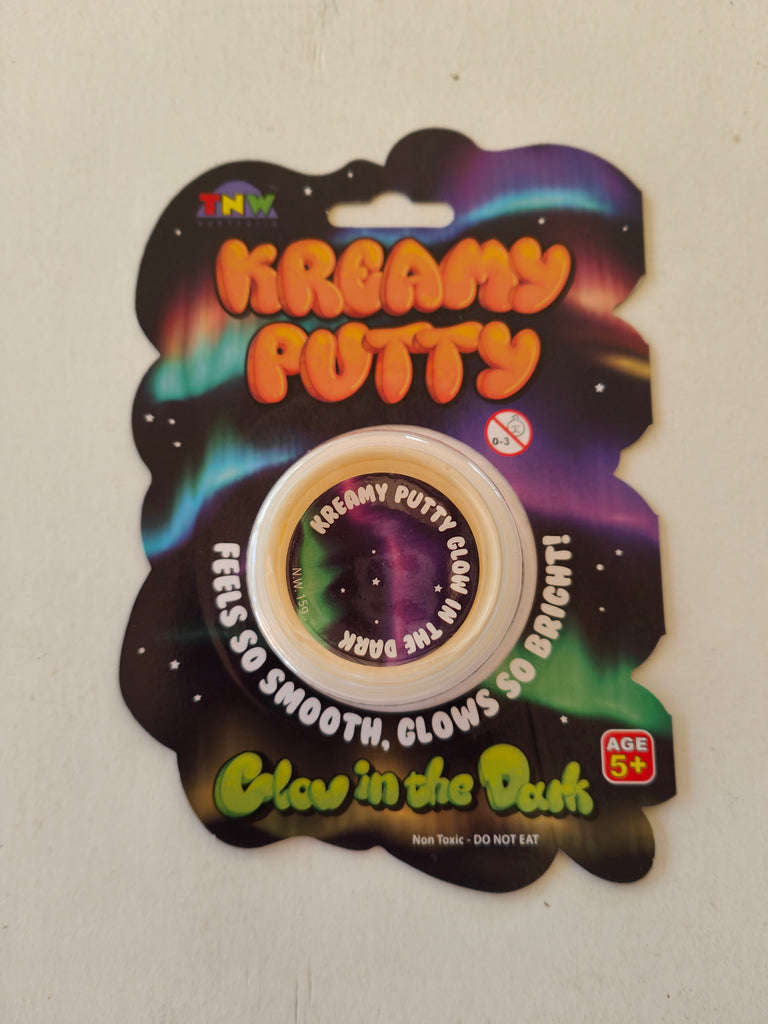 TNW
AUSTRALIA
KREAMY
PUTTY
0-3
KREAMY PUTTY GLOW IN THE DARK
N.W. 15g
FEELS SO SMOOTH, GLOWS SO BRIGHT!
AGE
5+
Glow in the Dark
Non Toxic - DO NOT EAT